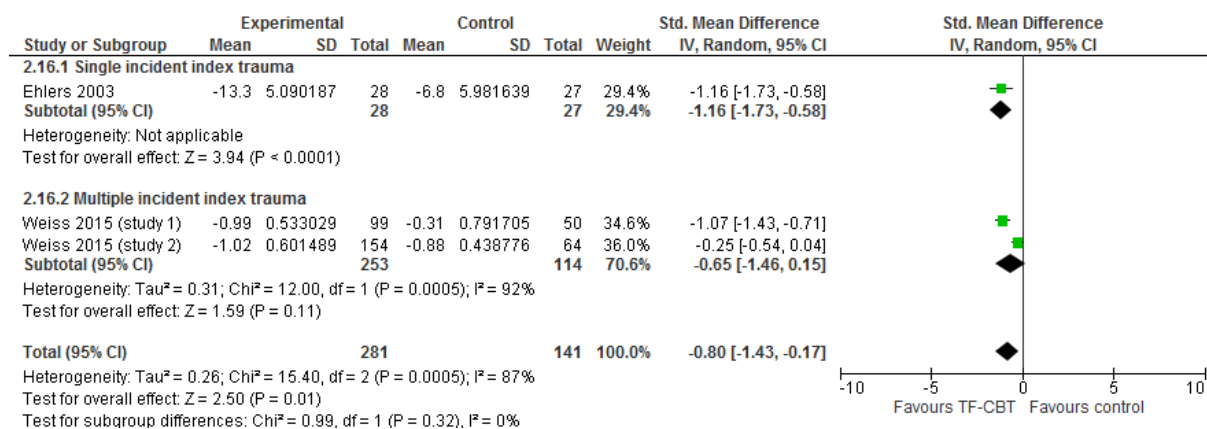 Experimental Control Std. Mean Difference Std. Mean Difference
Study or Subgroup Mean SD Total Mean SD Total Weight IV, Random, 95% CI IV, Random, 95% CI
2.16.1 Single incident index trauma
Ehlers 2003 -13.3 5.090187 28 -6.8 5.981639 27 29.4% -1.16 [-1.73, -0.58]
Subtotal (95% CI) 28 27 29.4% -1.16 [-1.73, -0.58]
Heterogeneity: Not applicable
Test for overall effect: Z = 3.94 (P < 0.0001)
2.16.2 Multiple incident index trauma
Weiss 2015 (study 1) -0.99 0.533029 99 -0.31 0.791705 50 34.6% -1.07 [-1.43, -0.71]
Weiss 2015 (study 2) -1.02 0.601489 154 -0.88 0.438776 64 36.0% -0.25 [-0.54, 0.04]
Subtotal (95% CI) 253 114 70.6% -0.65 [-1.46, 0.15]
Heterogeneity: Tau² = 0.31; Chi² = 12.00, df = 1 (P = 0.0005); I² = 92%
Test for overall effect: Z = 1.59 (P = 0.11)
Total (95% CI) 281 141 100.0% -0.80 [-1.43, -0.17]
Heterogeneity: Tau² = 0.26; Chi² = 15.40, df = 2 (P = 0.0005); I² = 87%
Test for overall effect: Z = 2.50 (P = 0.01)
Test for subgroup differences: Chi² = 0.99, df = 1 (P = 0.32), I² = 0%
-10 -5 0 5 10
Favours TF-CBT Favours control